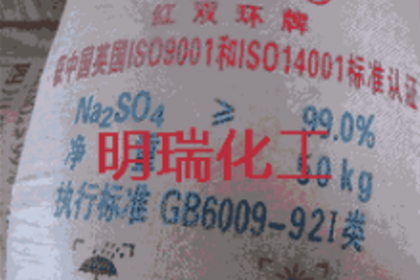 红双环牌
获中国英国ISO9001和ISO14001标准认证
Na₂SO₄ ≥ 99.0%
净 重 50kg
明瑞化工
执行标准 GB6009-92I类